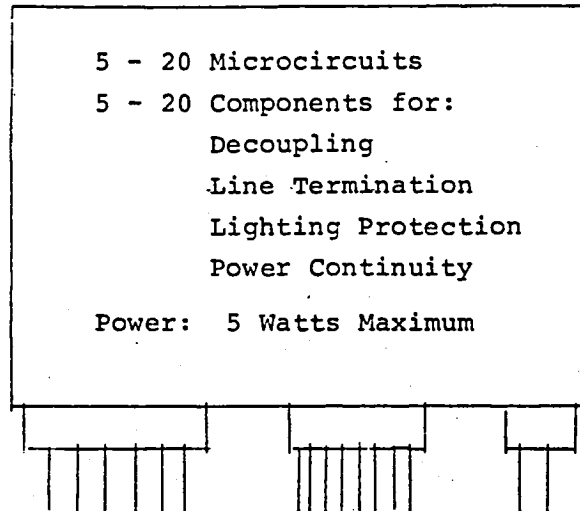 5 - 20 Microcircuits
5 - 20 Components for:
Decoupling
Line Termination
Lighting Protection
Power Continuity
Power: 5 Watts Maximum